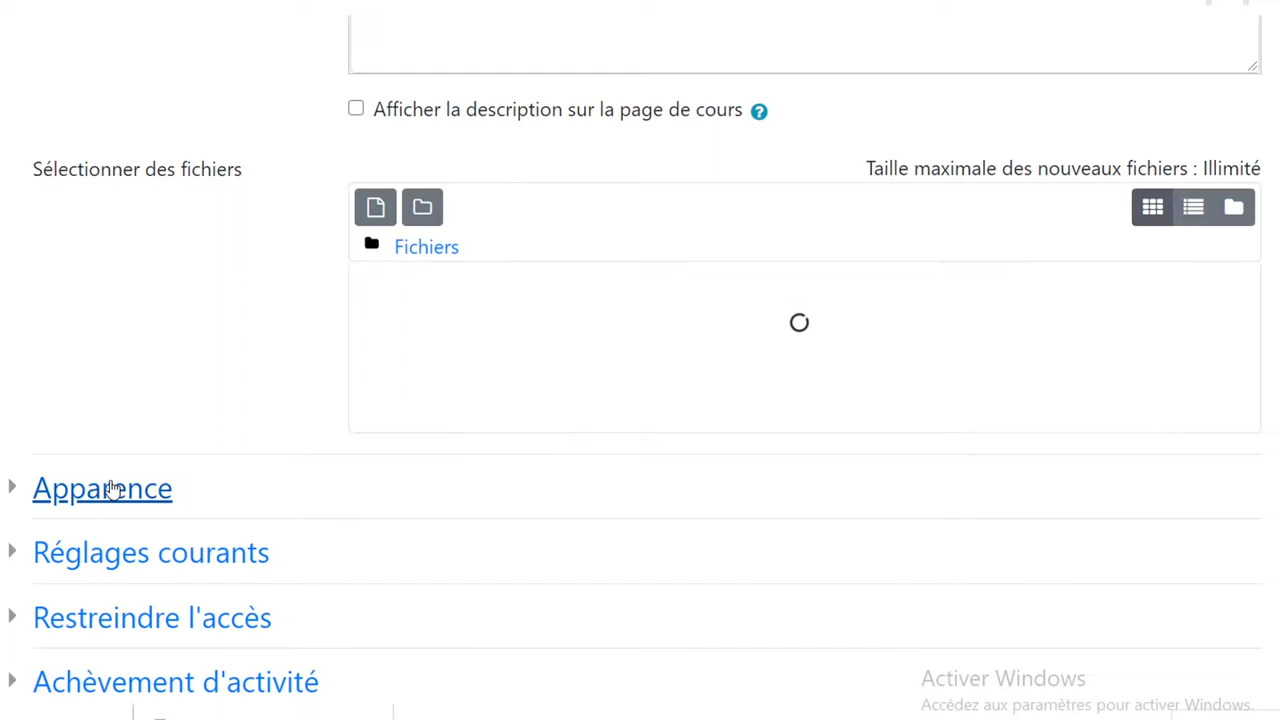 Afficher la description sur la page de cours
Sélectionner des fichiers
Taille maximale des nouveaux fichiers : Illimité
Fichiers
Apparence
Réglages courants
Restreindre l'accès
Achèvement d'activité
Activer Windows
Accédez aux paramètres pour activer Windows.